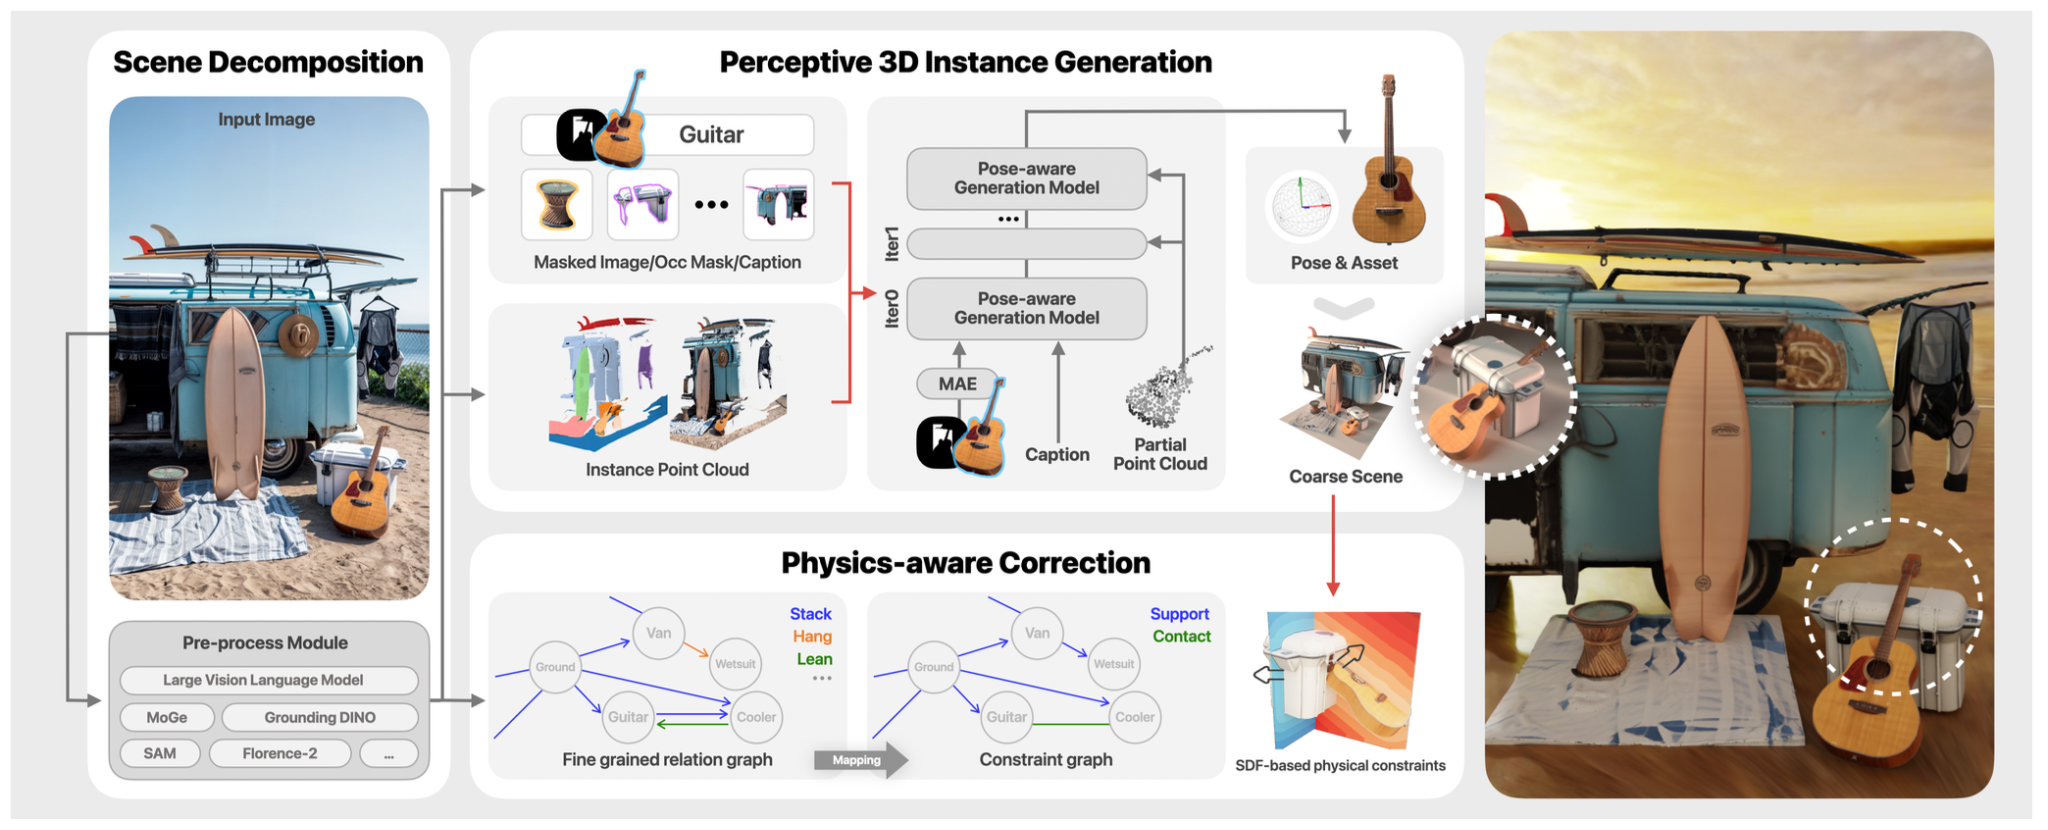 Scene Decomposition
Input Image
Pre-process Module
Large Vision Language Model
MoGe
Grounding DINO
SAM
Florence-2
...
Perceptive 3D Instance Generation
Guitar
•••
Masked Image/Occ Mask/Caption
Instance Point Cloud
Pose-aware
Generation Model
•••
Iter1
Iter0
Pose-aware
Generation Model
MAE
Caption
Partial
Point Cloud
Pose & Asset
Coarse Scene
Physics-aware Correction
Stack
Hang
Lean
•••
Van
Ground
Wetsuit
Guitar
Cooler
Fine grained relation graph
Mapping
Support
Contact
Van
Ground
Wetsuit
Guitar
Cooler
Constraint graph
SDF-based physical constraints